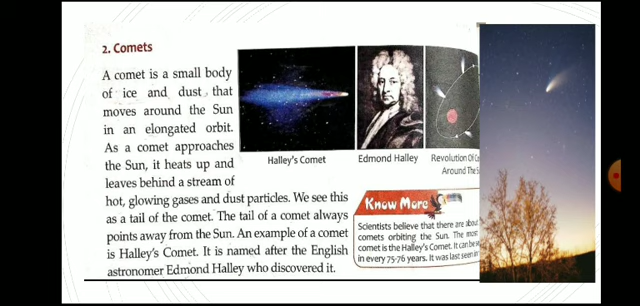 2. Comets
A comet is a small body
of ice and dust that
moves around the Sun
in an elongated orbit.
As a comet approaches
the Sun, it heats up and
leaves behind a stream of
hot, glowing gases and dust particles. We see this
as a tail of the comet. The tail of a comet always
points away from the Sun. An example of a comet
is Halley's Comet. It is named after the English
astronomer Edmond Halley who discovered it.
Halley's Comet
Edmond Halley
Revolution Of
Around The
Know More
Scientists believe that there are about
comets orbiting the Sun. The most
comet is the Halley's Comet. It can be
in every 75-76 years. It was last seen